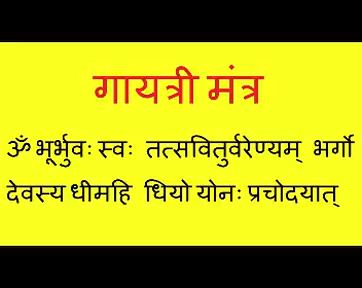 गायत्री मंत्र
ॐ भूर्भुवः स्वः तत्सवितुर्वरेण्यम् भर्गो
देवस्य धीमहि धियो योनः प्रचोदयात्